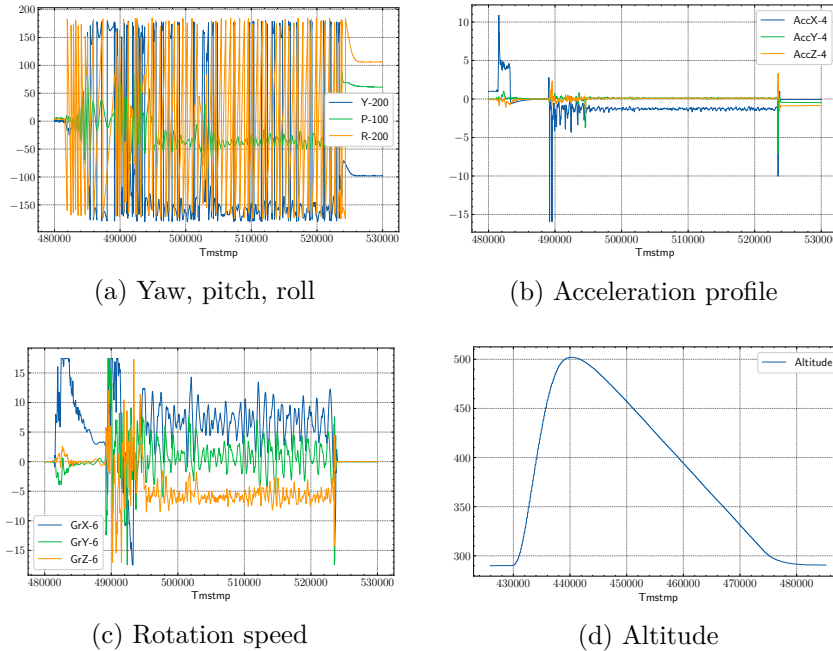 200
150
100
50
0
−50
−100
−150
480000 490000 500000 510000 520000 530000
Tmstmp
Y-200
P-100
R-200
(a) Yaw, pitch, roll
10
5
0
−5
−10
−15
480000 490000 500000 510000 520000 530000
Tmstmp
AccX-4
AccY-4
AccZ-4
(b) Acceleration profile
15
10
5
0
−5
−10
−15
480000 490000 500000 510000 520000 530000
Tmstmp
GrX-6
GrY-6
GrZ-6
(c) Rotation speed
500
450
400
350
300
430000 440000 450000 460000 470000 480000
Tmstmp
Altitude
(d) Altitude